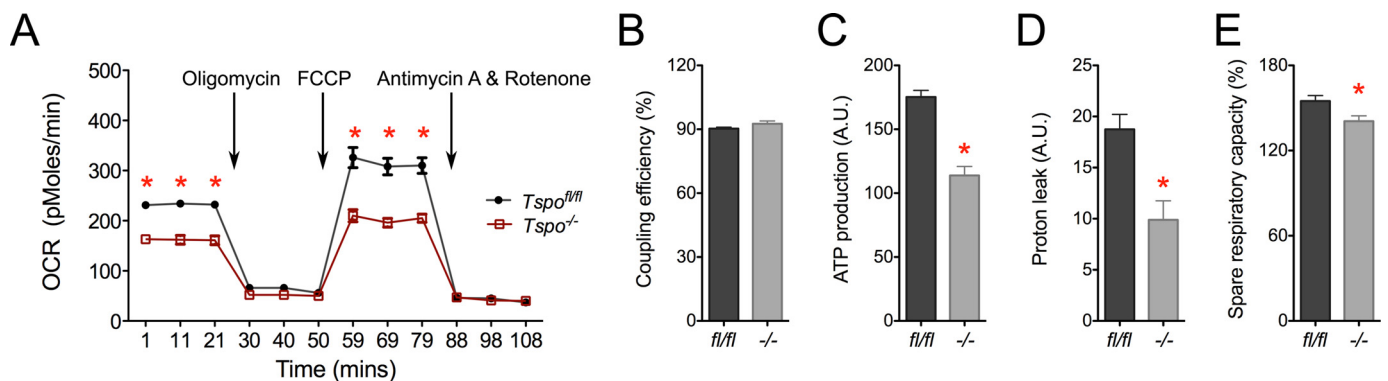 A
B
C
D
E
OCR (pMoles/min)
500
400
300
200
100
0
Oligomycin
FCCP
Antimycin A & Rotenone
* * *
* * *
Tspofl/fl
Tspo-/-
1 11 21 30 40 50 59 69 79 88 98 108
Time (mins)
Coupling efficiency (%)
120
90
60
30
0
fl/fl -/-
ATP production (A.U.)
200
150
100
50
0
*
fl/fl -/-
Proton leak (A.U.)
25
20
15
10
5
0
*
fl/fl -/-
Spare respiratory capacity (%)
180
120
60
0
*
fl/fl -/-